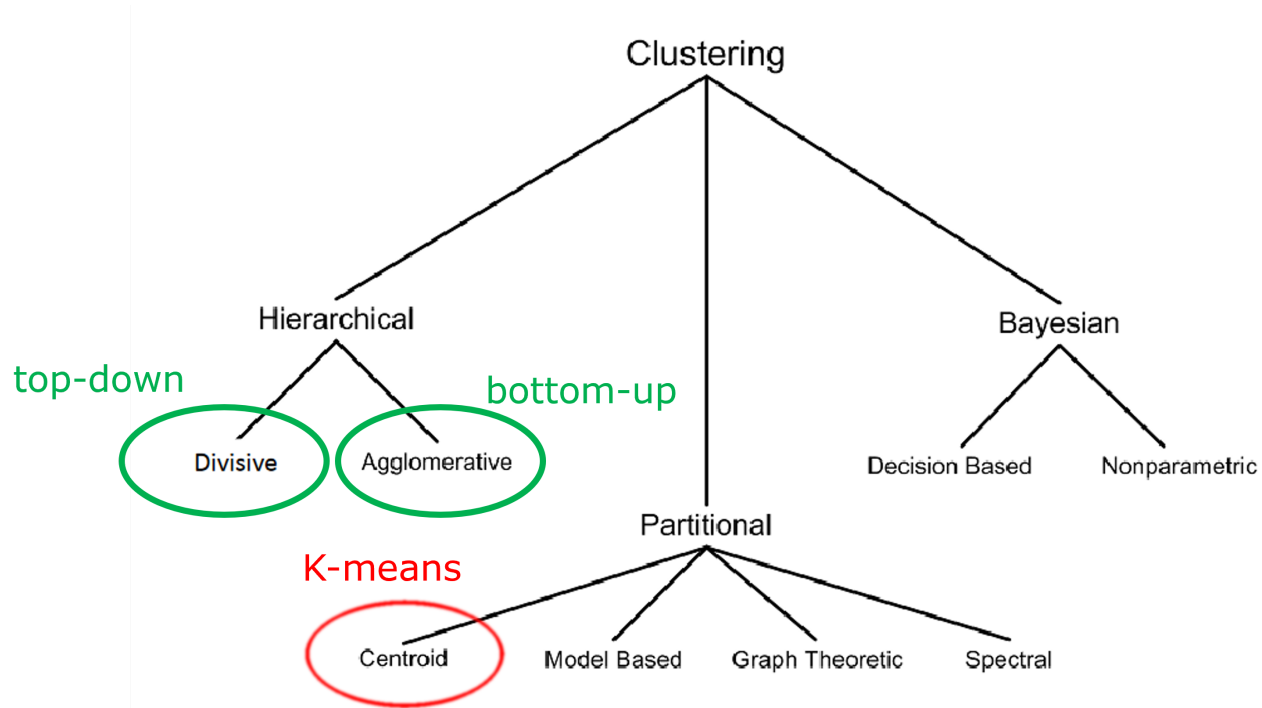 Clustering
Hierarchical
Bayesian
top-down
bottom-up
Divisive
Agglomerative
Decision Based
Nonparametric
Partitional
K-means
Centroid
Model Based
Graph Theoretic
Spectral